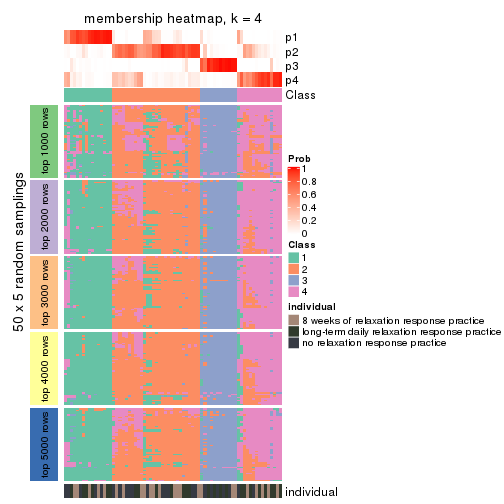 membership heatmap, k = 4
p1
p2
p3
p4
Class
50 x 5 random samplings
top 1000 rows
top 2000 rows
top 3000 rows
top 4000 rows
top 5000 rows
individual
Prob
1
0.8
0.6
0.4
0.2
0
Class
1
2
3
4
individual
8 weeks of relaxation response practice
long-term daily relaxation response practice
no relaxation response practice